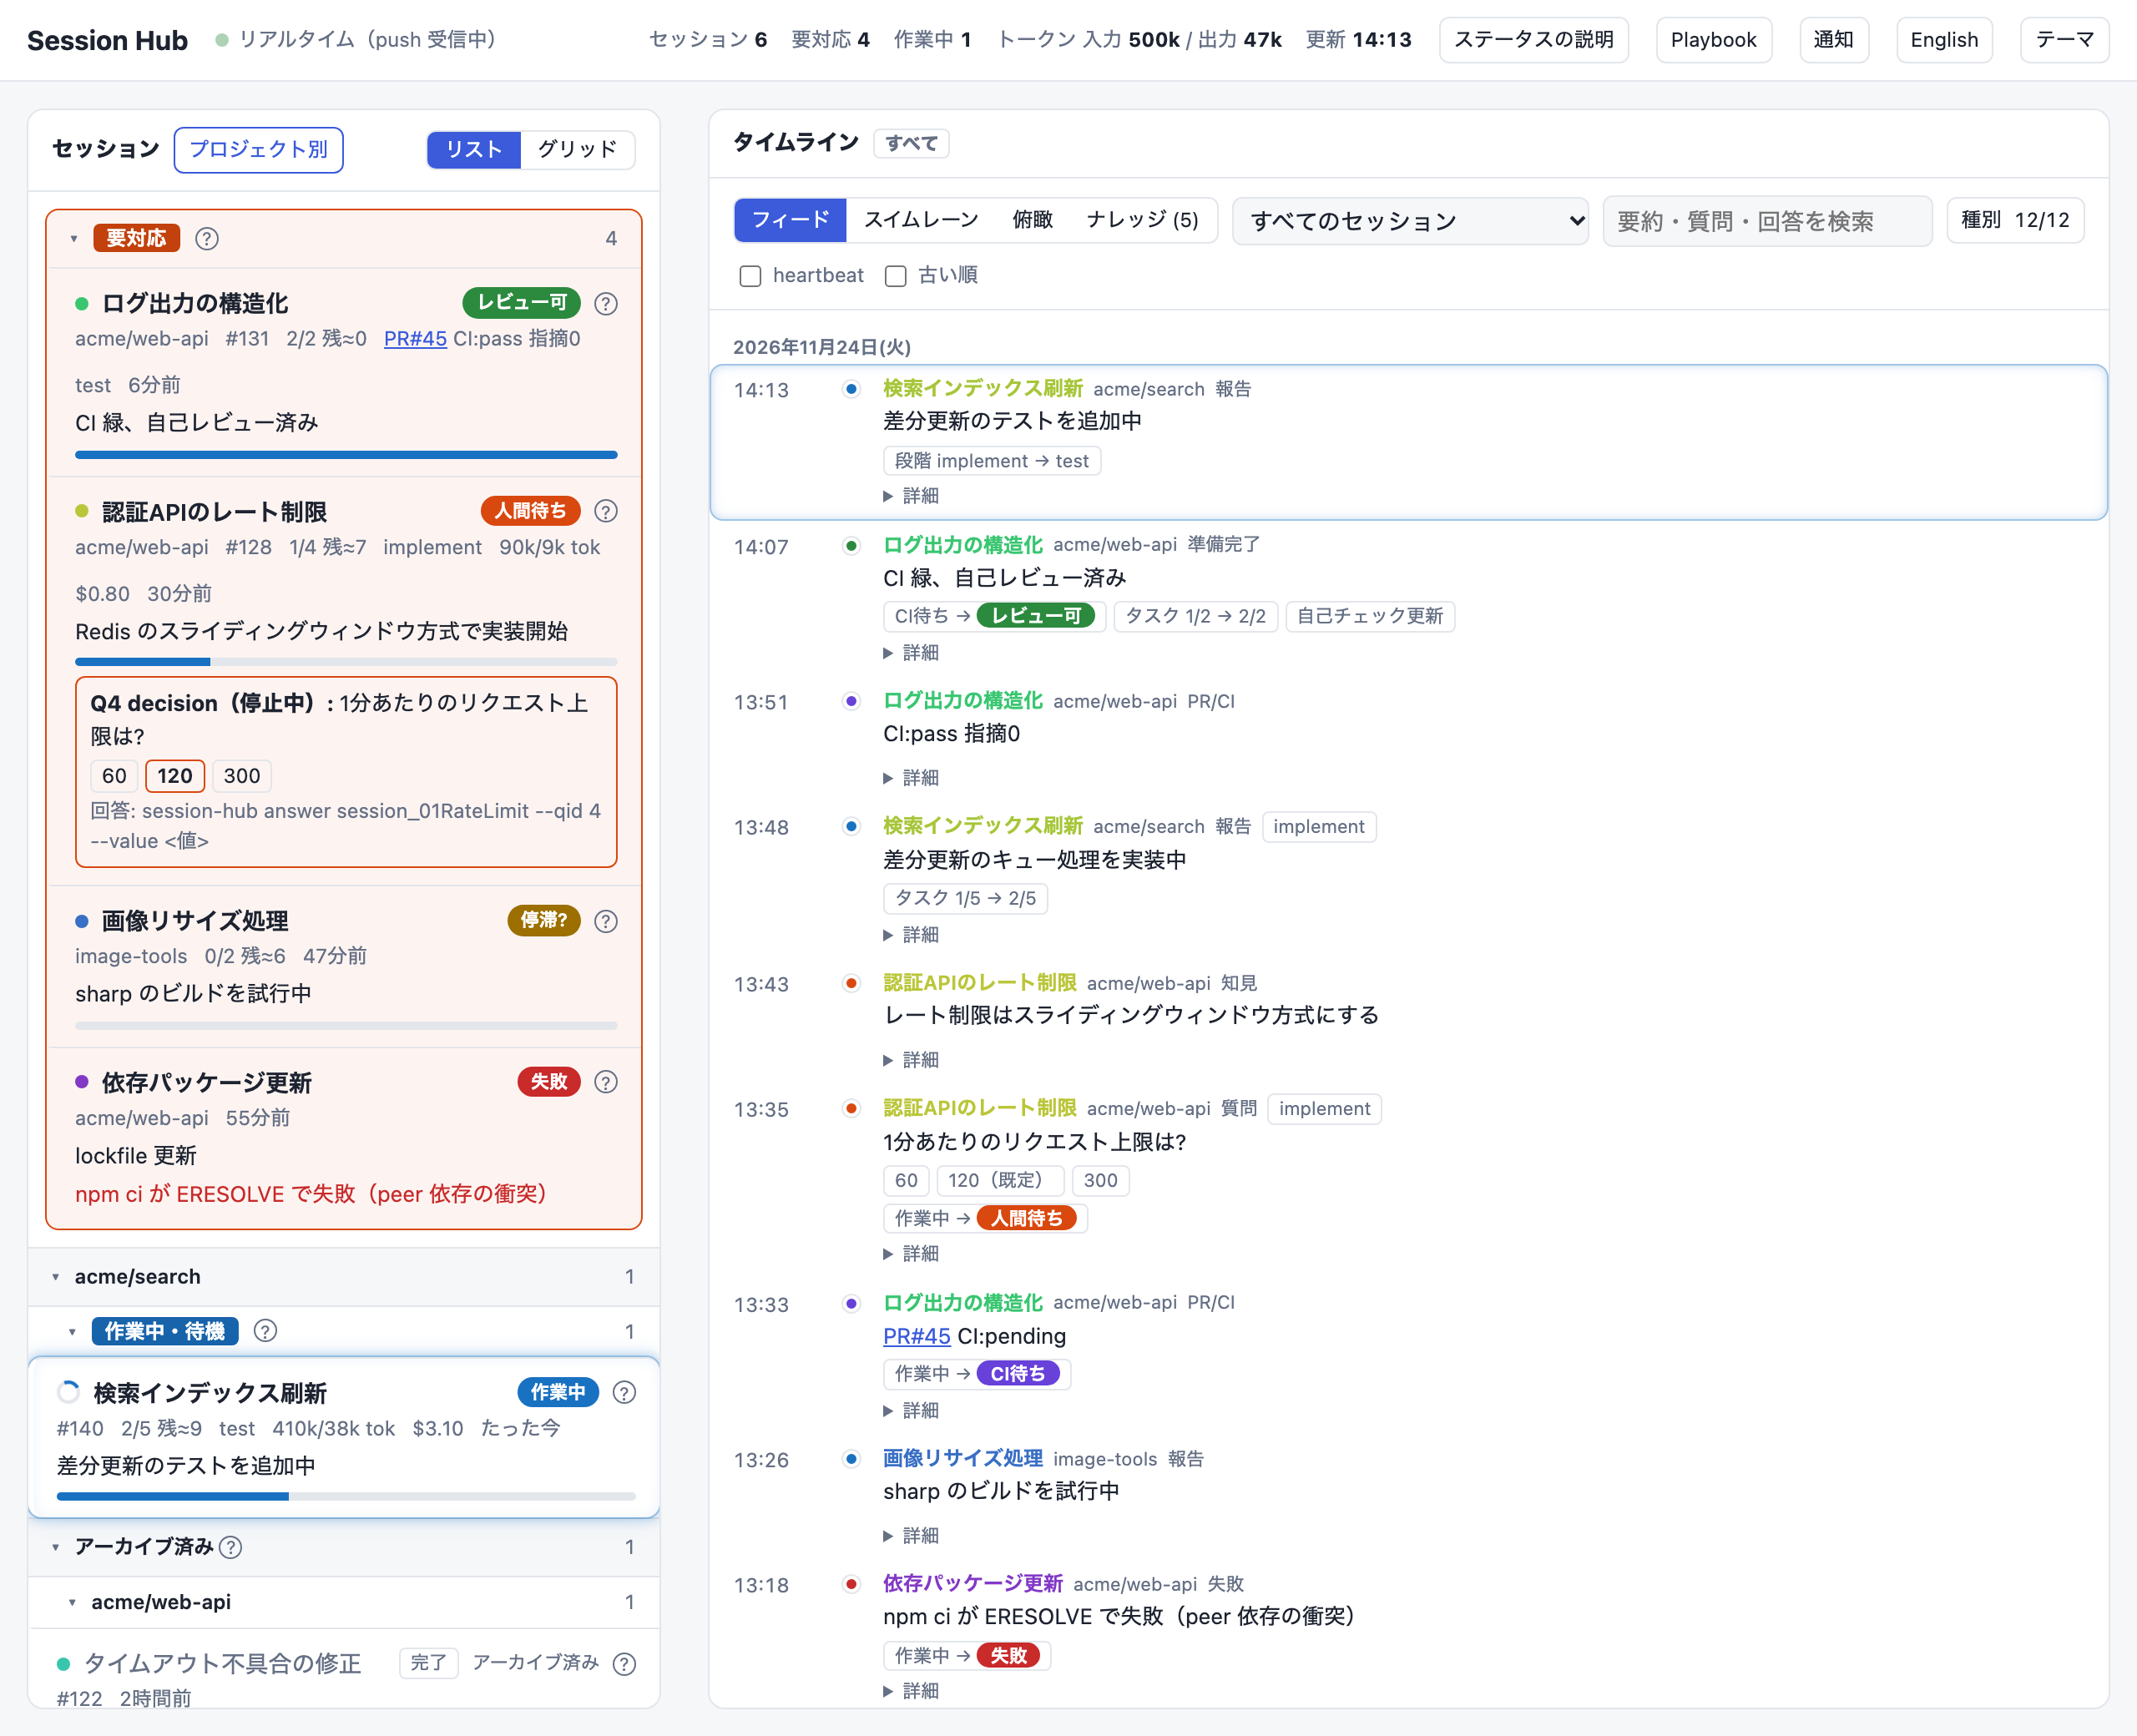 Session Hub リアルタイム（push 受信中） セッション 6 要対応 4 作業中 1 トークン 入力 500k / 出力 47k 更新 14:13 ステータスの説明 Playbook 通知 English テーマ
セッション プロジェクト別 リスト グリッド
▾ 要対応 ? 4
ログ出力の構造化 レビュー可 ?
acme/web-api #131 2/2 残≈0 PR#45 CI:pass 指摘0
test 6分前
CI 緑、自己レビュー済み
認証APIのレート制限 人間待ち ?
acme/web-api #128 1/4 残≈7 implement 90k/9k tok
$0.80 30分前
Redis のスライディングウィンドウ方式で実装開始
Q4 decision（停止中）: 1分あたりのリクエスト上
限は?
60 120 300
回答: session-hub answer session_01RateLimit --qid 4
--value <値>
画像リサイズ処理 停滞? ?
image-tools 0/2 残≈6 47分前
sharp のビルドを試行中
依存パッケージ更新 失敗 ?
acme/web-api 55分前
lockfile 更新
npm ci が ERESOLVE で失敗（peer 依存の衝突）
▾ acme/search 1
▾ 作業中・待機 ? 1
検索インデックス刷新 作業中 ?
#140 2/5 残≈9 test 410k/38k tok $3.10 たった今
差分更新のテストを追加中
▾ アーカイブ済み ? 1
▾ acme/web-api 1
タイムアウト不具合の修正 完了 アーカイブ済み ?
#122 2時間前
タイムライン すべて
フィード スイムレーン 俯瞰 ナレッジ (5) すべてのセッション 要約・質問・回答を検索 種別 12/12
heartbeat 古い順
2026年11月24日(火)
14:13 検索インデックス刷新 acme/search 報告
差分更新のテストを追加中
段階 implement → test
▶ 詳細
14:07 ログ出力の構造化 acme/web-api 準備完了
CI 緑、自己レビュー済み
CI待ち → レビュー可 タスク 1/2 → 2/2 自己チェック更新
▶ 詳細
13:51 ログ出力の構造化 acme/web-api PR/CI
CI:pass 指摘0
▶ 詳細
13:48 検索インデックス刷新 acme/search 報告 implement
差分更新のキュー処理を実装中
タスク 1/5 → 2/5
▶ 詳細
13:43 認証APIのレート制限 acme/web-api 知見
レート制限はスライディングウィンドウ方式にする
▶ 詳細
13:35 認証APIのレート制限 acme/web-api 質問 implement
1分あたりのリクエスト上限は?
60 120（既定） 300
作業中 → 人間待ち
▶ 詳細
13:33 ログ出力の構造化 acme/web-api PR/CI
PR#45 CI:pending
作業中 → CI待ち
▶ 詳細
13:26 画像リサイズ処理 image-tools 報告
sharp のビルドを試行中
▶ 詳細
13:18 依存パッケージ更新 acme/web-api 失敗
npm ci が ERESOLVE で失敗（peer 依存の衝突）
作業中 → 失敗
▶ 詳細